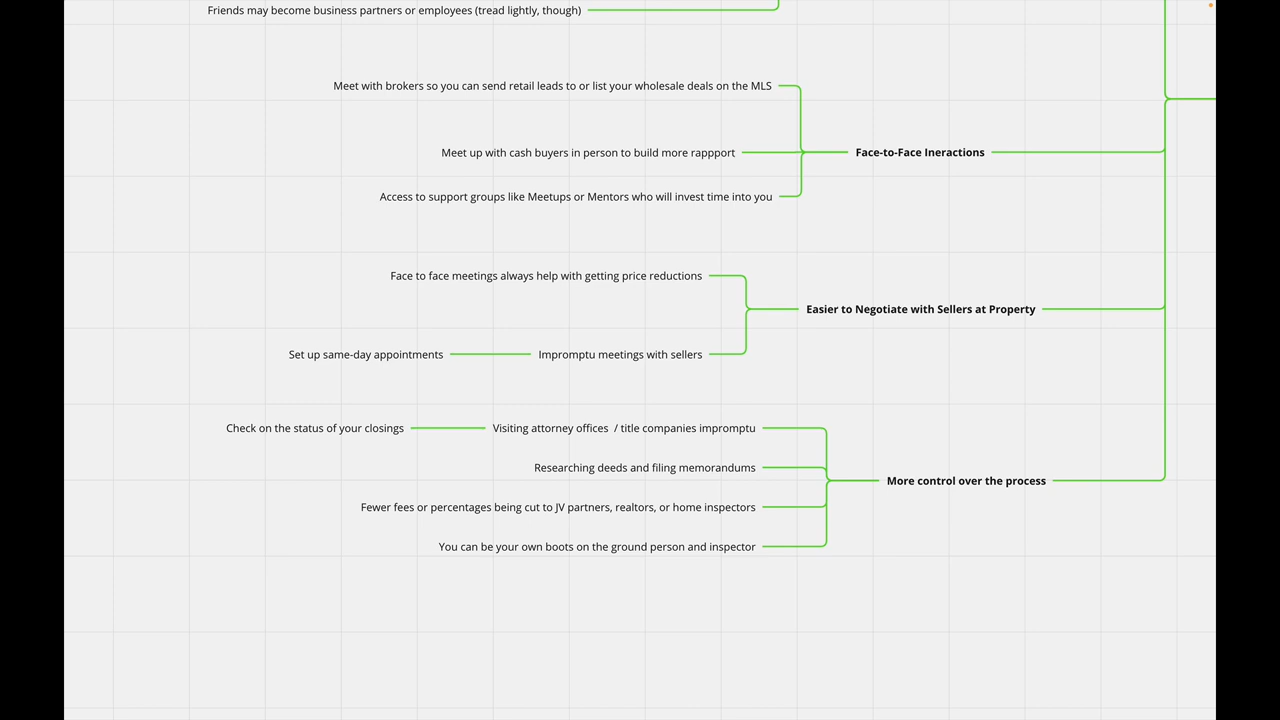 Friends may become business partners or employees (tread lightly, though)
Meet with brokers so you can send retail leads to or list your wholesale deals on the MLS
Meet up with cash buyers in person to build more rappport
Face-to-Face Ineractions
Access to support groups like Meetups or Mentors who will invest time into you
Face to face meetings always help with getting price reductions
Easier to Negotiate with Sellers at Property
Set up same-day appointments
Impromptu meetings with sellers
Check on the status of your closings
Visiting attorney offices / title companies impromptu
Researching deeds and filing memorandums
More control over the process
Fewer fees or percentages being cut to JV partners, realtors, or home inspectors
You can be your own boots on the ground person and inspector